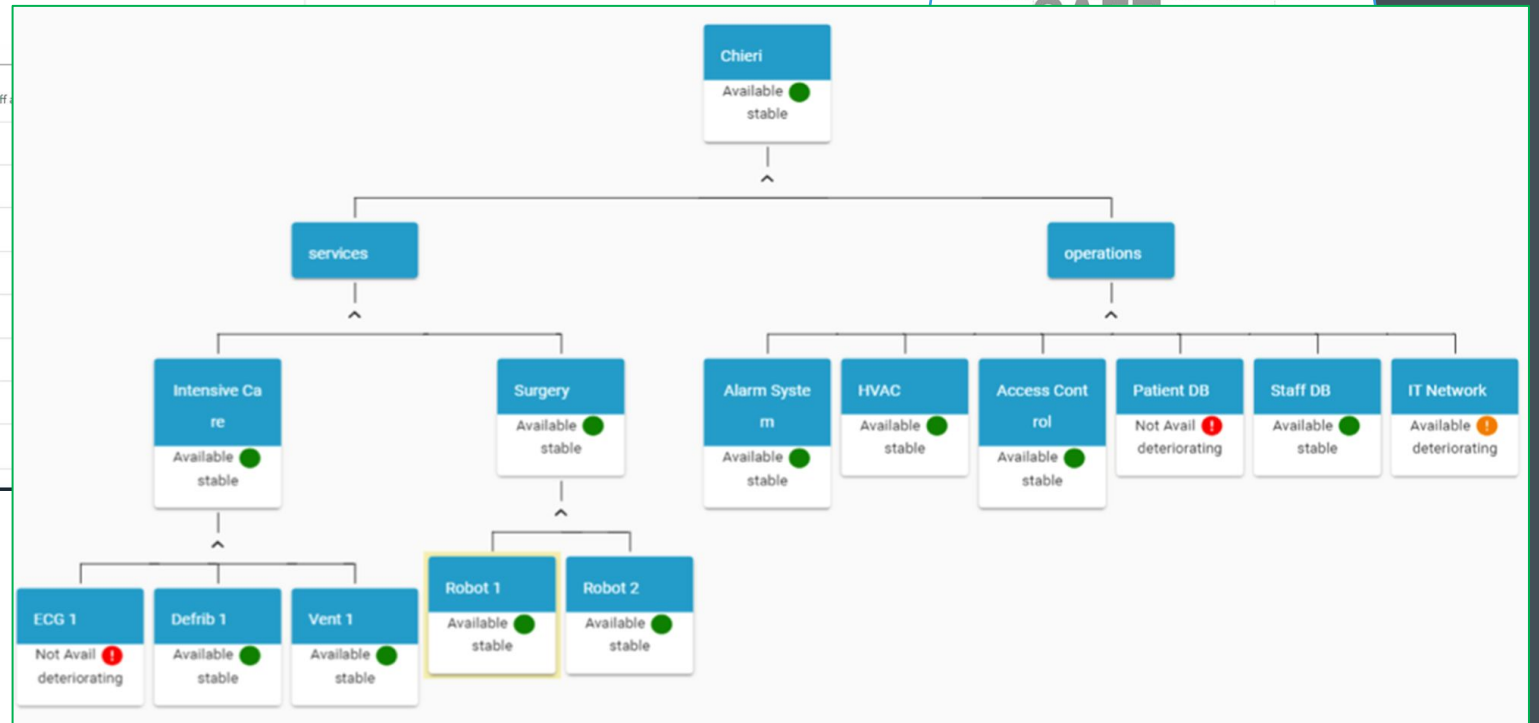 Chieri
Available
stable
services
operations
Intensive Ca
re
Available
stable
Surgery
Available
stable
Alarm Syste
m
Available
stable
HVAC
Available
stable
Access Cont
rol
Available
stable
Patient DB
Not Avail !
deteriorating
Staff DB
Available
stable
IT Network
Available !
deteriorating
ECG 1
Not Avail !
deteriorating
Defrib 1
Available
stable
Vent 1
Available
stable
Robot 1
Available
stable
Robot 2
Available
stable